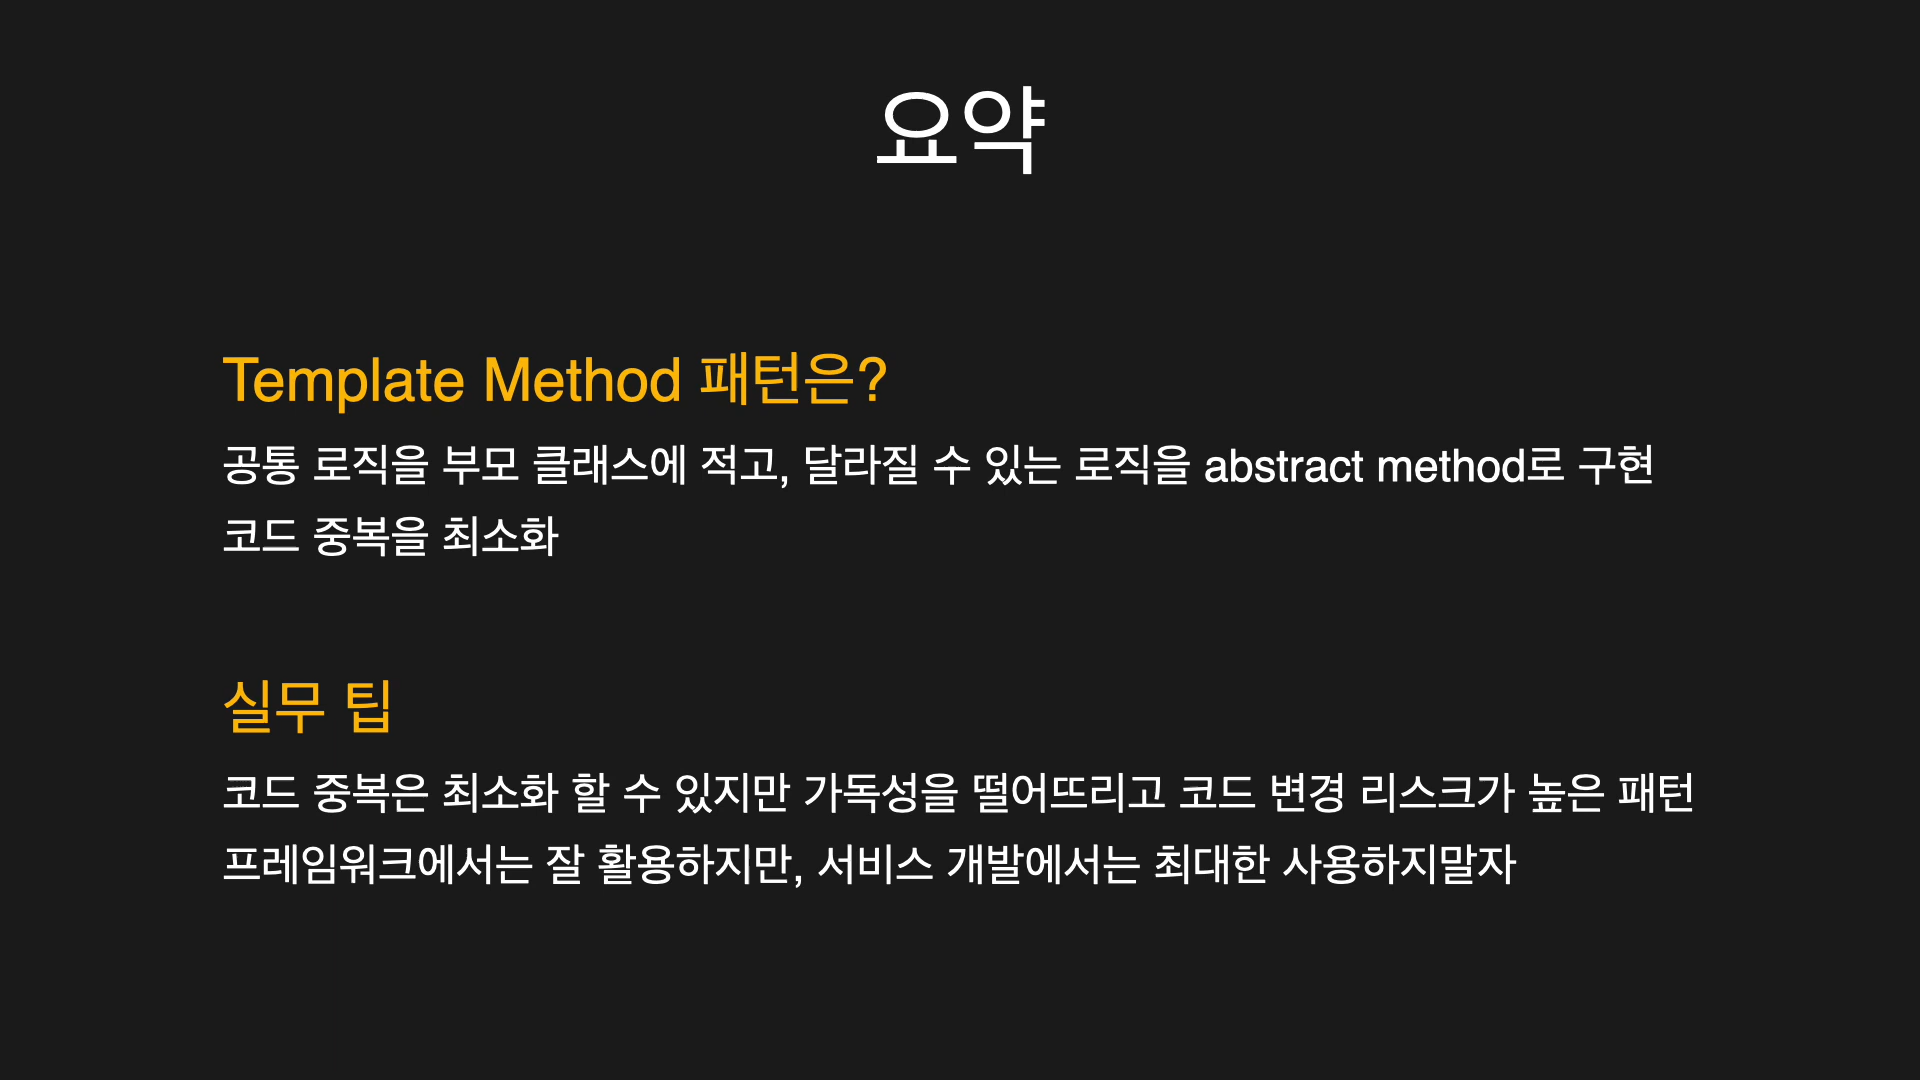 요약
Template Method 패턴은?
공통 로직을 부모 클래스에 적고, 달라질 수 있는 로직을 abstract method로 구현
코드 중복을 최소화
실무 팁
코드 중복은 최소화 할 수 있지만 가독성을 떨어뜨리고 코드 변경 리스크가 높은 패턴
프레임워크에서는 잘 활용하지만, 서비스 개발에서는 최대한 사용하지말자